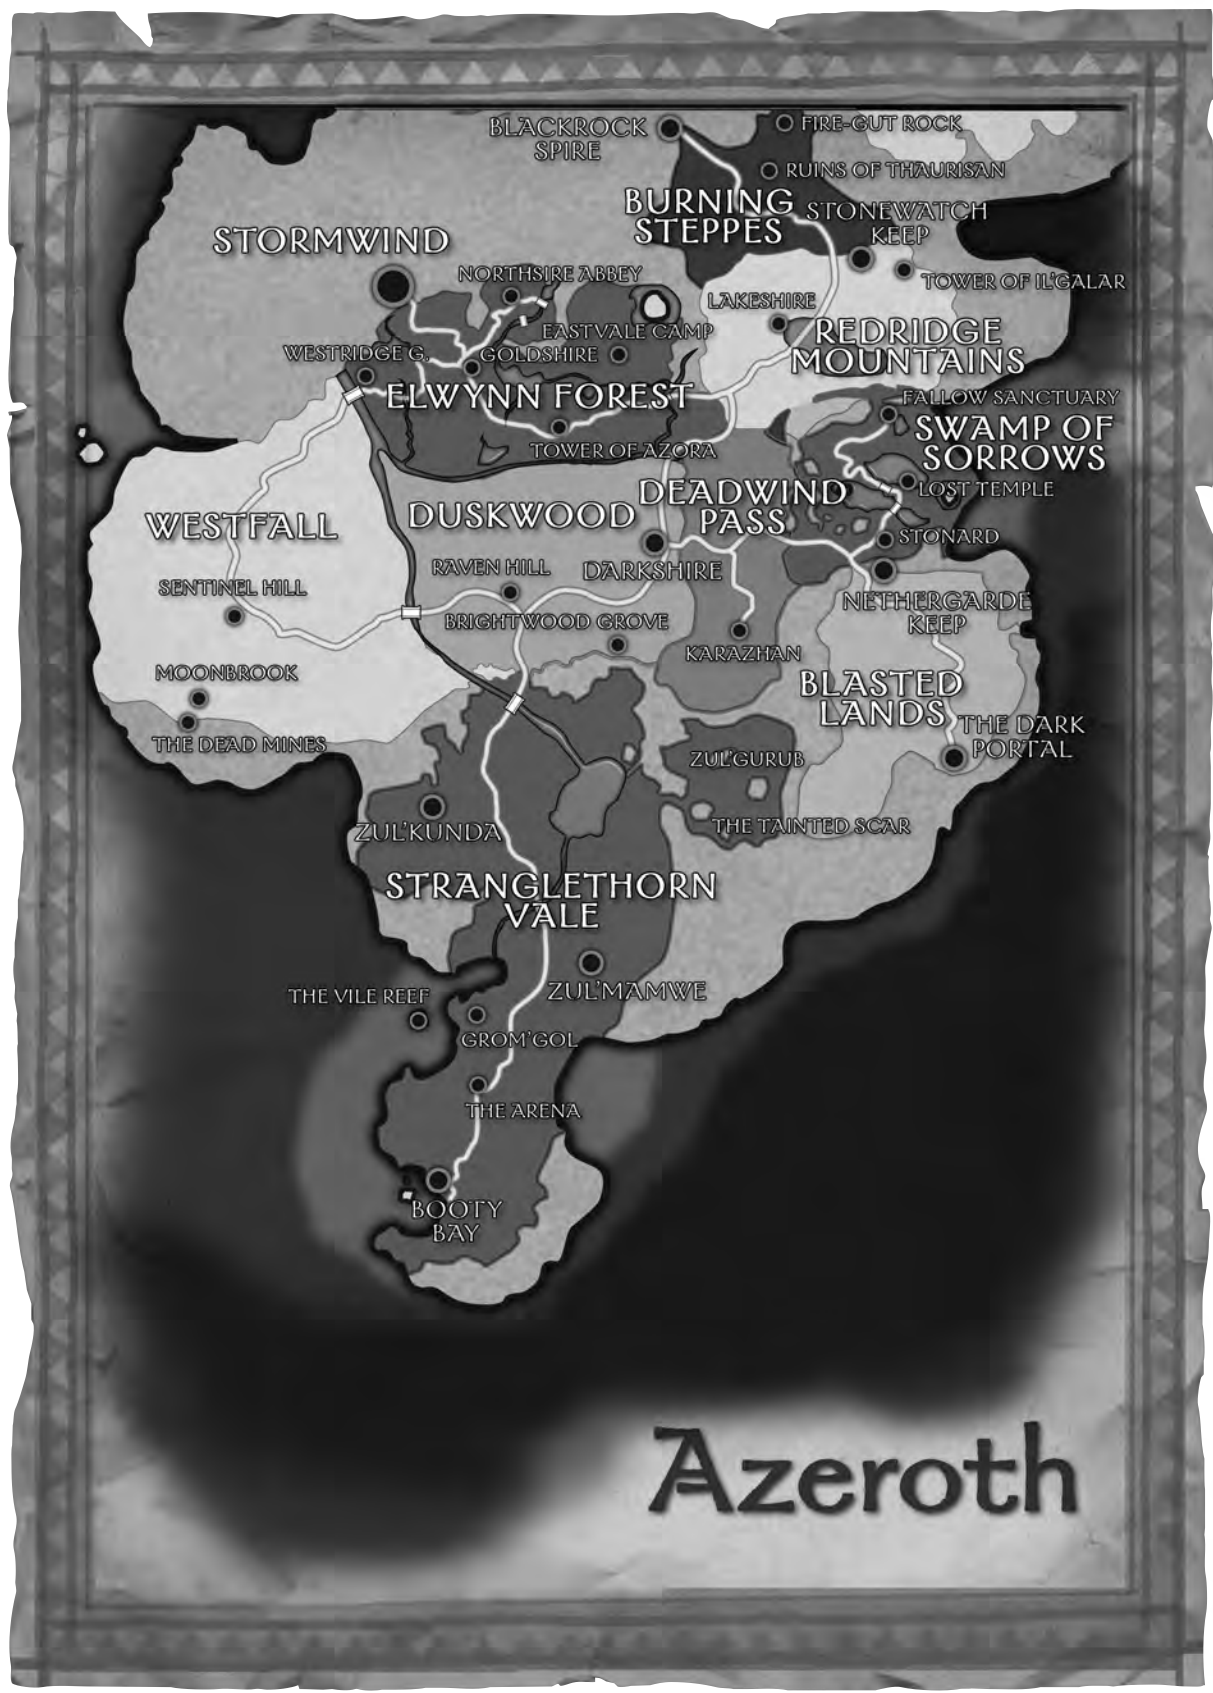 BLACKROCK
SPIRE
FIRE-GUT ROCK
RUINS OF THAURISAN
BURNING
STEPPES
STONEWATCH
KEEP
STORMWIND
NORTHSIRE ABBEY
TOWER OF IL'GALAR
LAKESHIRE
EASTVALE CAMP
REDRIDGE
MOUNTAINS
WESTRIDGE G.
GOLDSHIRE
ELWYNN FOREST
FALLOW SANCTUARY
SWAMP OF
SORROWS
TOWER OF AZORA
LOST TEMPLE
DEADWIND
PASS
DUSKWOOD
WESTFALL
STONARD
RAVEN HILL
DARKSHIRE
SENTINEL HILL
NETHERGARDE
KEEP
BRIGHTWOOD GROVE
KARAZHAN
MOONBROOK
BLASTED
LANDS
THE DARK
PORTAL
THE DEAD MINES
ZUL'GURUB
ZUL'KUNDA
THE TAINTED SCAR
STRANGLETHORN
VALE
THE VILE REEF
ZUL'MAMWE
GROM'GOL
THE ARENA
BOOTY
BAY
Azeroth